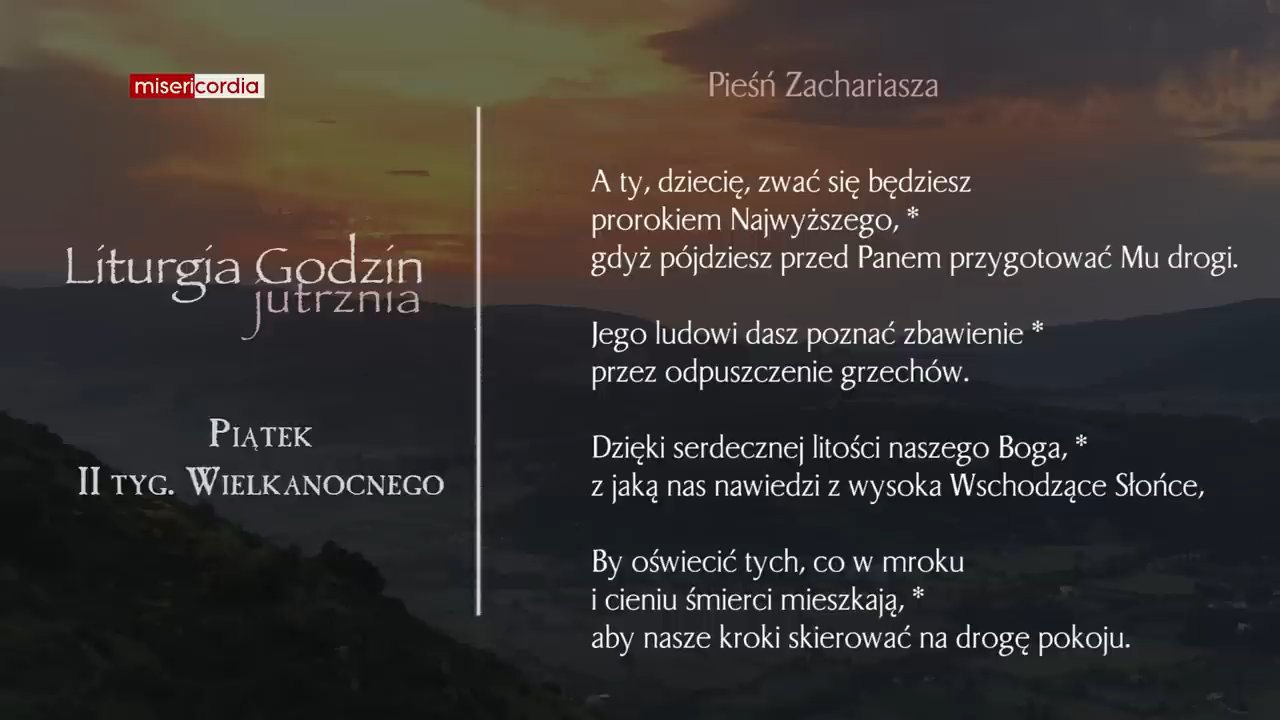 misericordia
Liturgia Godzin
jutrznia
Piątek
II tyg. Wielkanocnego
Pieśń Zachariasza
A ty, dziecię, zwać się będziesz
prorokiem Najwyższego, *
gdyż pójdziesz przed Panem przygotować Mu drogi.
Jego ludowi dasz poznać zbawienie *
przez odpuszczenie grzechów.
Dzięki serdecznej litości naszego Boga, *
z jaką nas nawiedzi z wysoka Wschodzące Słońce,
By oświecić tych, co w mroku
i cieniu śmierci mieszkają, *
aby nasze kroki skierować na drogę pokoju.